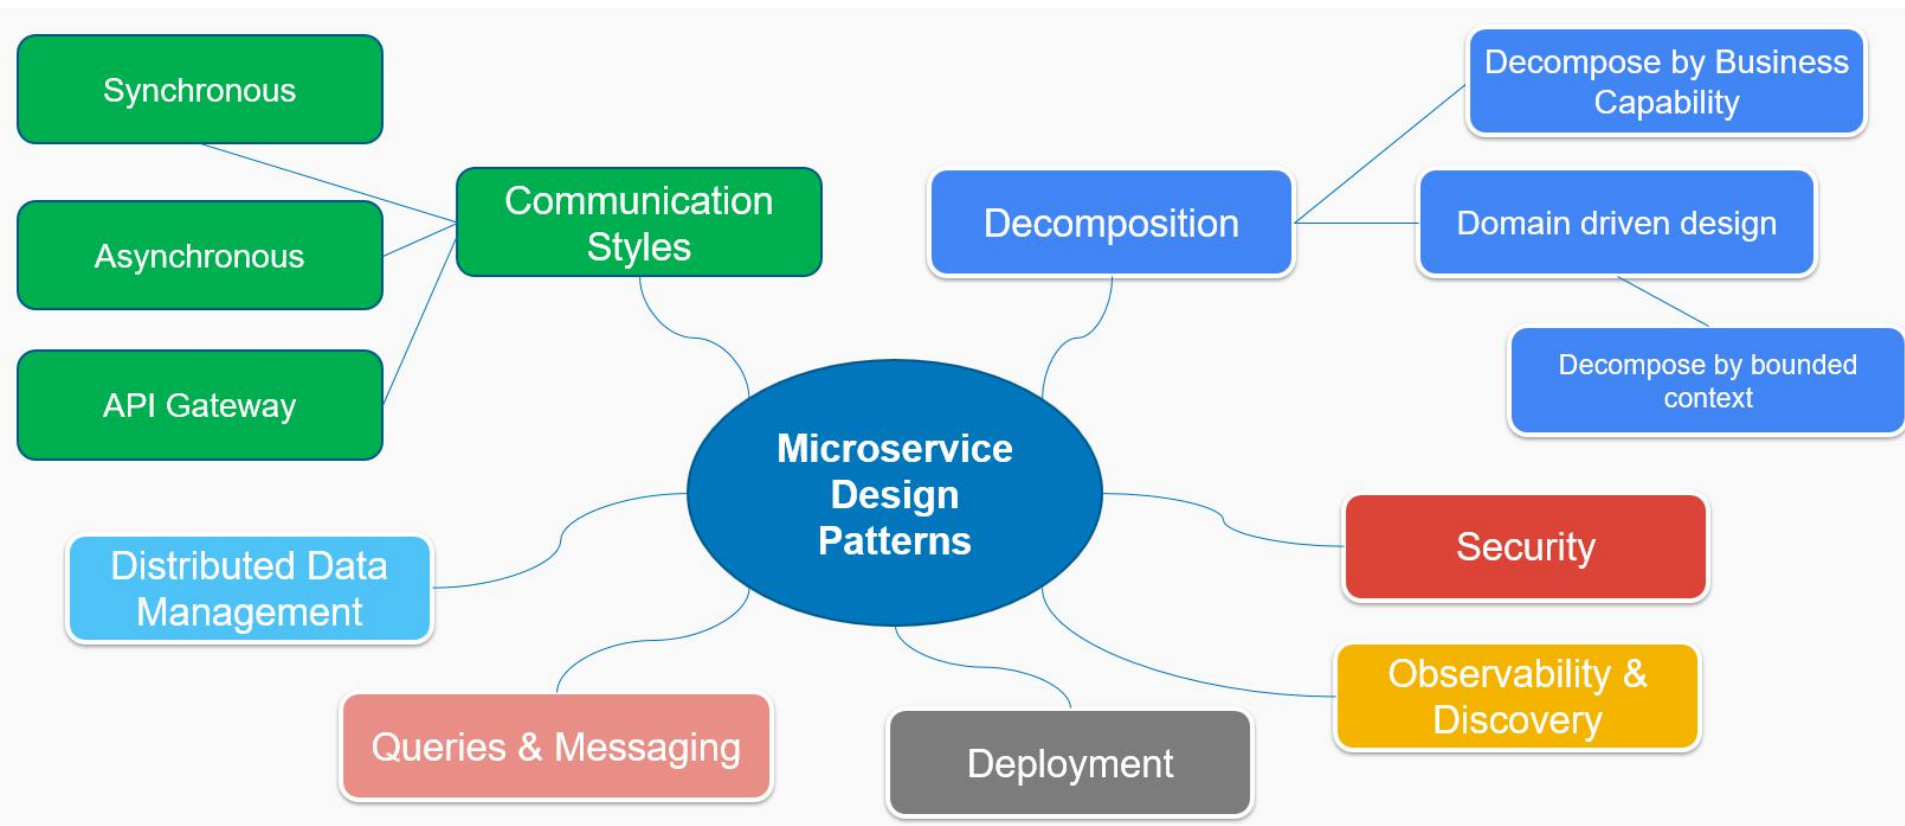 Synchronous
Decompose by Business
Capability
Communication
Styles
Decomposition
Domain driven design
Asynchronous
Decompose by bounded
context
API Gateway
Microservice
Design
Patterns
Security
Distributed Data
Management
Observability &
Discovery
Queries & Messaging
Deployment